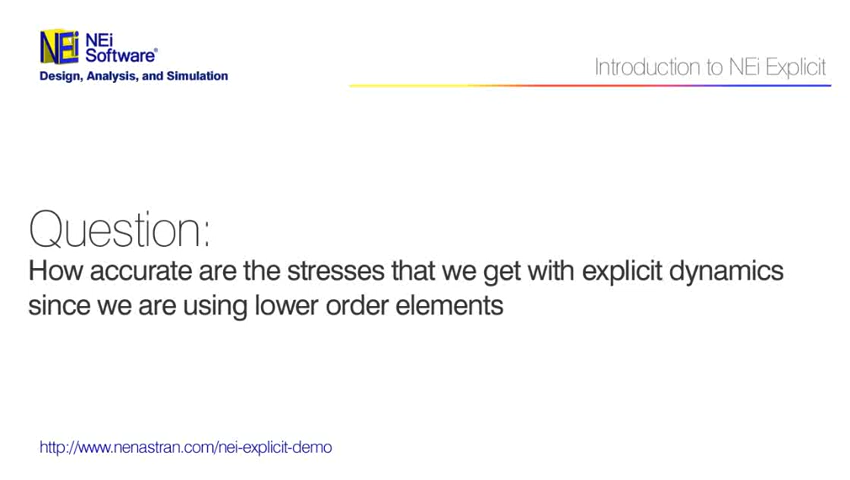 NEi
NEi
Software®
Design, Analysis, and Simulation
Introduction to NEi Explicit
Question:
How accurate are the stresses that we get with explicit dynamics
since we are using lower order elements
http://www.nenastran.com/nei-explicit-demo